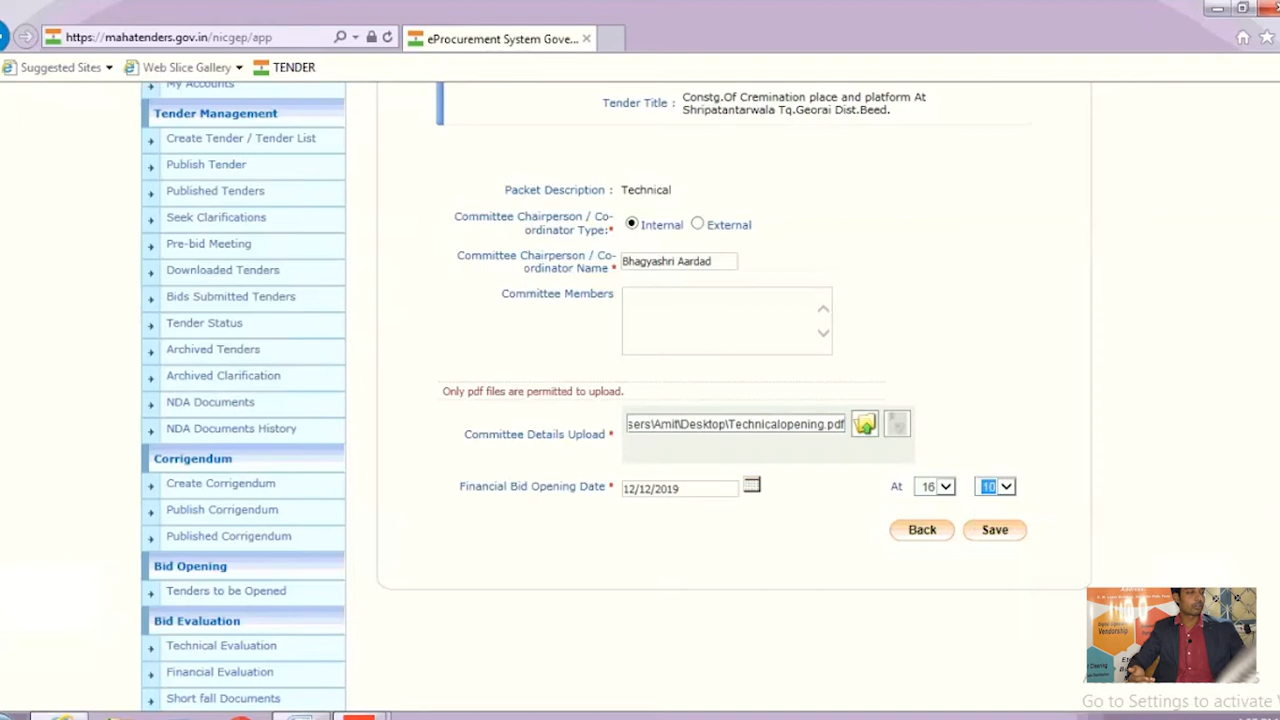 https://mahatenders.gov.in/nicgep/app
eProcurement System Gove...
Suggested Sites
Web Slice Gallery
TENDER
My Accounts
Tender Management
Create Tender / Tender List
Publish Tender
Published Tenders
Seek Clarifications
Pre-bid Meeting
Downloaded Tenders
Bids Submitted Tenders
Tender Status
Archived Tenders
Archived Clarification
NDA Documents
NDA Documents History
Corrigendum
Create Corrigendum
Publish Corrigendum
Published Corrigendum
Bid Opening
Tenders to be Opened
Bid Evaluation
Technical Evaluation
Financial Evaluation
Short fall Documents
Tender Title : Constg.Of Cremination place and platform At
Shripatantarwala Tq.Georai Dist.Beed.
Packet Description : Technical
Committee Chairperson / Co-
ordinator Type:* Internal External
Committee Chairperson / Co-
ordinator Name * Bhagyashri Aardad
Committee Members
Only pdf files are permitted to upload.
Committee Details Upload * sers\Amit\Desktop\Technicalopening.pdf
Financial Bid Opening Date * 12/12/2019 At 16 10
Back Save
Vendorship
Go to Settings to activate